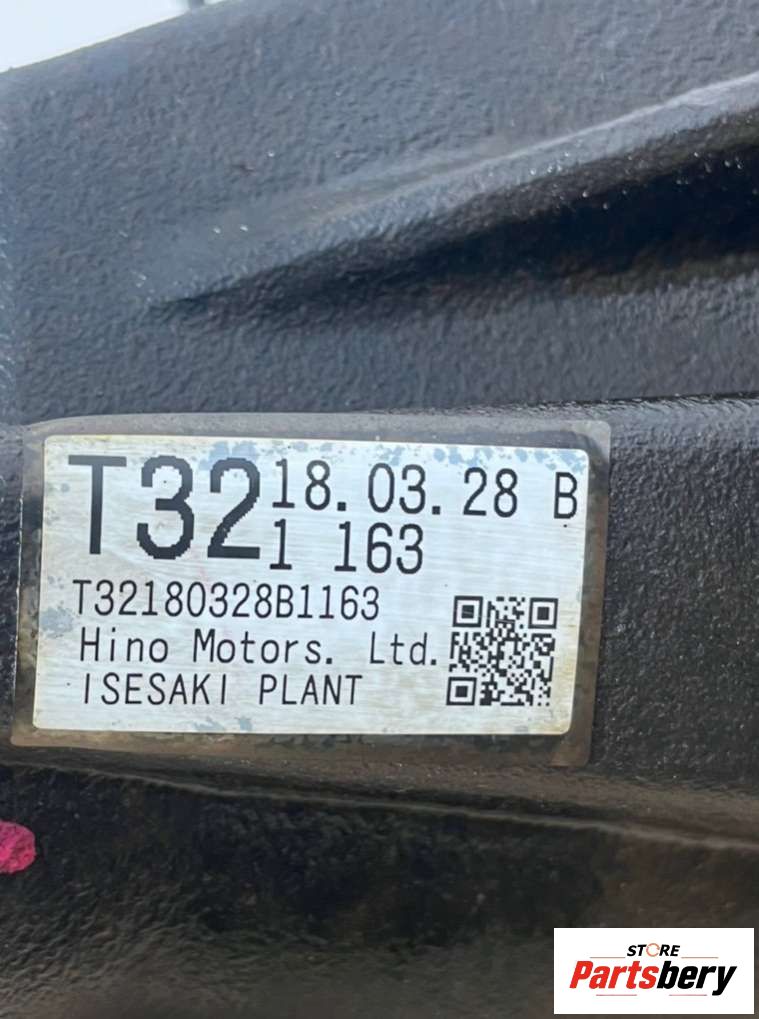 T32 18.03.28 B
1 163
T32180328B1163
Hino Motors. Ltd.
ISESAKI PLANT
STORE
Partsbery